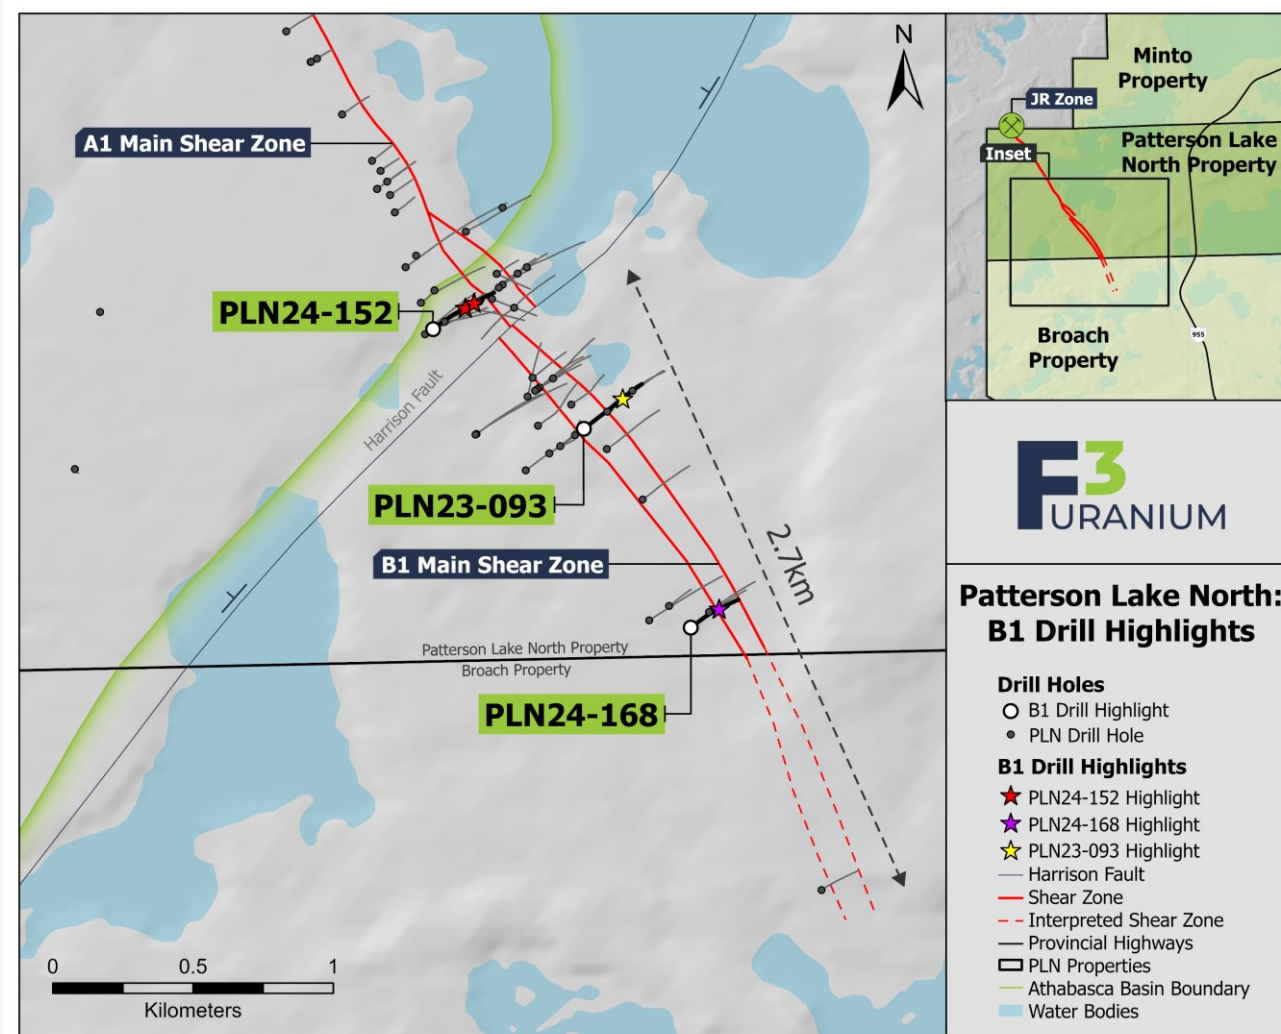 N
A1 Main Shear Zone
PLN24-152
Harrison Fault
PLN23-093
B1 Main Shear Zone
2.7km
Patterson Lake North Property
Broach Property
PLN24-168
0 0.5 1
Kilometers
Minto
Property
JR Zone
Patterson Lake
North Property
Inset
Broach
Property
955
F3
URANIUM
Patterson Lake North:
B1 Drill Highlights
Drill Holes
B1 Drill Highlight
PLN Drill Hole
B1 Drill Highlights
PLN24-152 Highlight
PLN24-168 Highlight
PLN23-093 Highlight
Harrison Fault
Shear Zone
Interpreted Shear Zone
Provincial Highways
PLN Properties
Athabasca Basin Boundary
Water Bodies